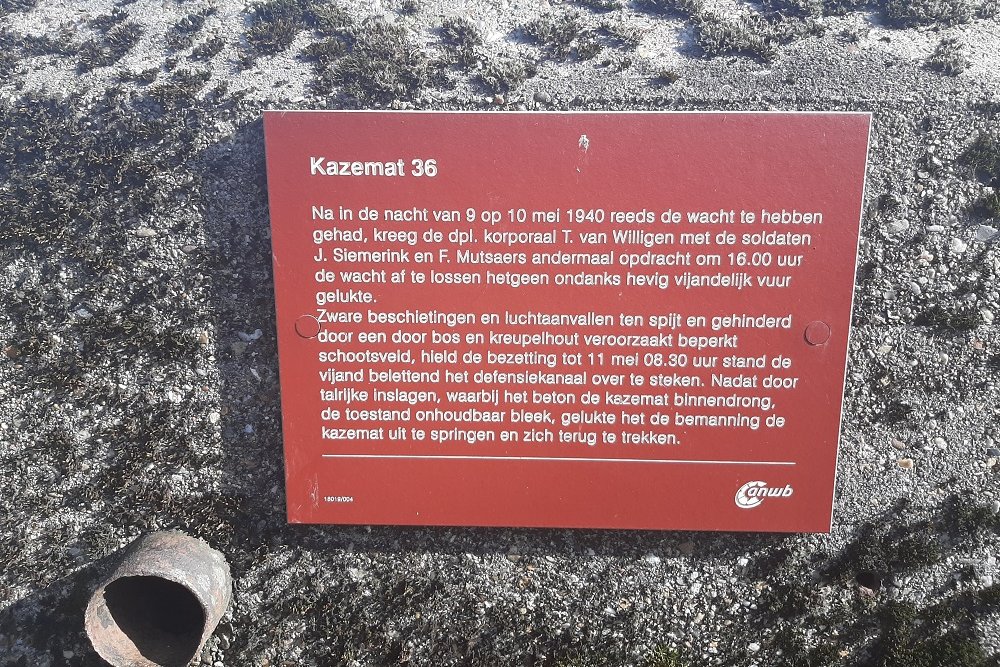 Kazemat 36
Na in de nacht van 9 op 10 mei 1940 reeds de wacht te hebben
gehad, kreeg de dpl. korporaal T. van Willigen met de soldaten
J. Siemerink en F. Mutsaers andermaal opdracht om 16.00 uur
de wacht af te lossen hetgeen ondanks hevig vijandelijk vuur
gelukte.
Zware beschietingen en luchtaanvallen ten spijt en gehinderd
door een door bos en kreupelhout veroorzaakt beperkt
schootsveld, hield de bezetting tot 11 mei 08.30 uur stand de
vijand belettend het defensiekanaal over te steken. Nadat door
talrijke inslagen, waarbij het beton de kazemat binnendrong,
de toestand onhoudbaar bleek, gelukte het de bemanning de
kazemat uit te springen en zich terug te trekken.
18019/004
anwb